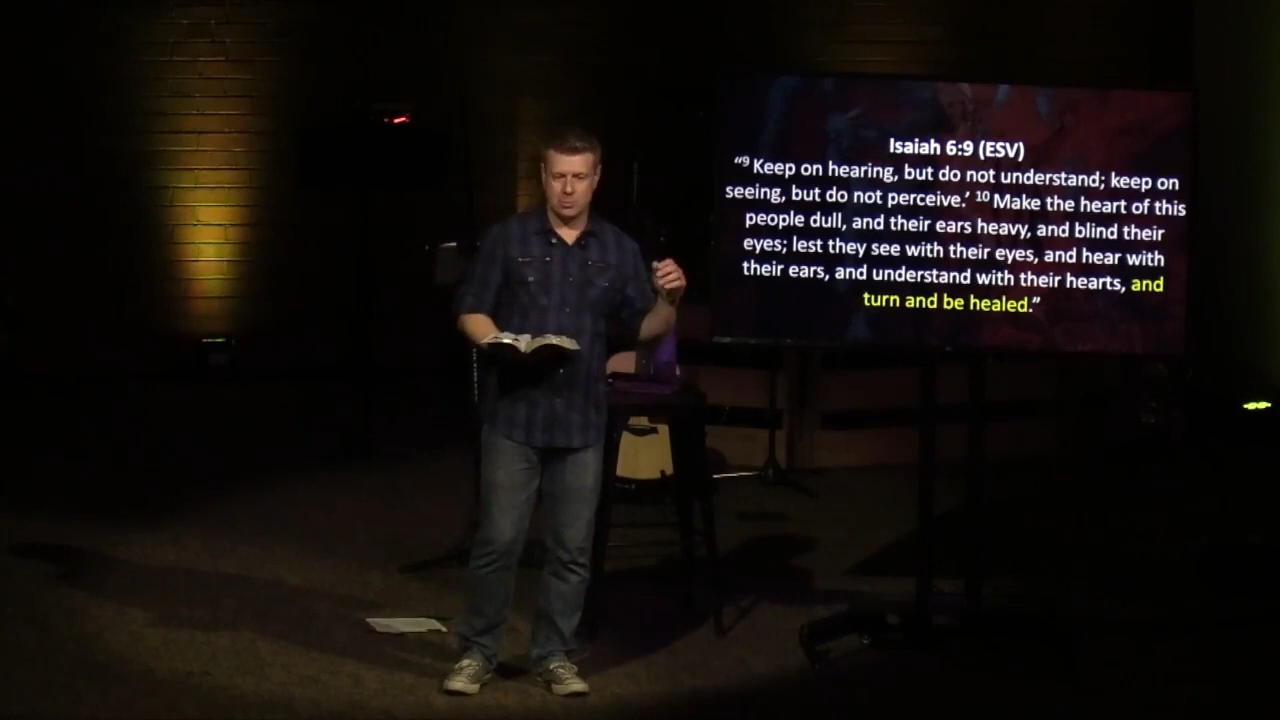 Isaiah 6:9 (ESV)
“⁹ Keep on hearing, but do not understand; keep on
seeing, but do not perceive.’ ¹⁰ Make the heart of this
people dull, and their ears heavy, and blind their
eyes; lest they see with their eyes, and hear with
their ears, and understand with their hearts, and
turn and be healed.”